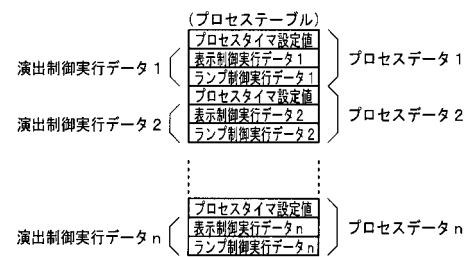 (プロセステーブル)
プロセスタイマ設定値
表示制御実行データ1
ランプ制御実行データ1
演出制御実行データ1
プロセスデータ1
プロセスタイマ設定値
表示制御実行データ2
ランプ制御実行データ2
演出制御実行データ2
プロセスデータ2
プロセスタイマ設定値
表示制御実行データn
ランプ制御実行データn
演出制御実行データn
プロセスデータn